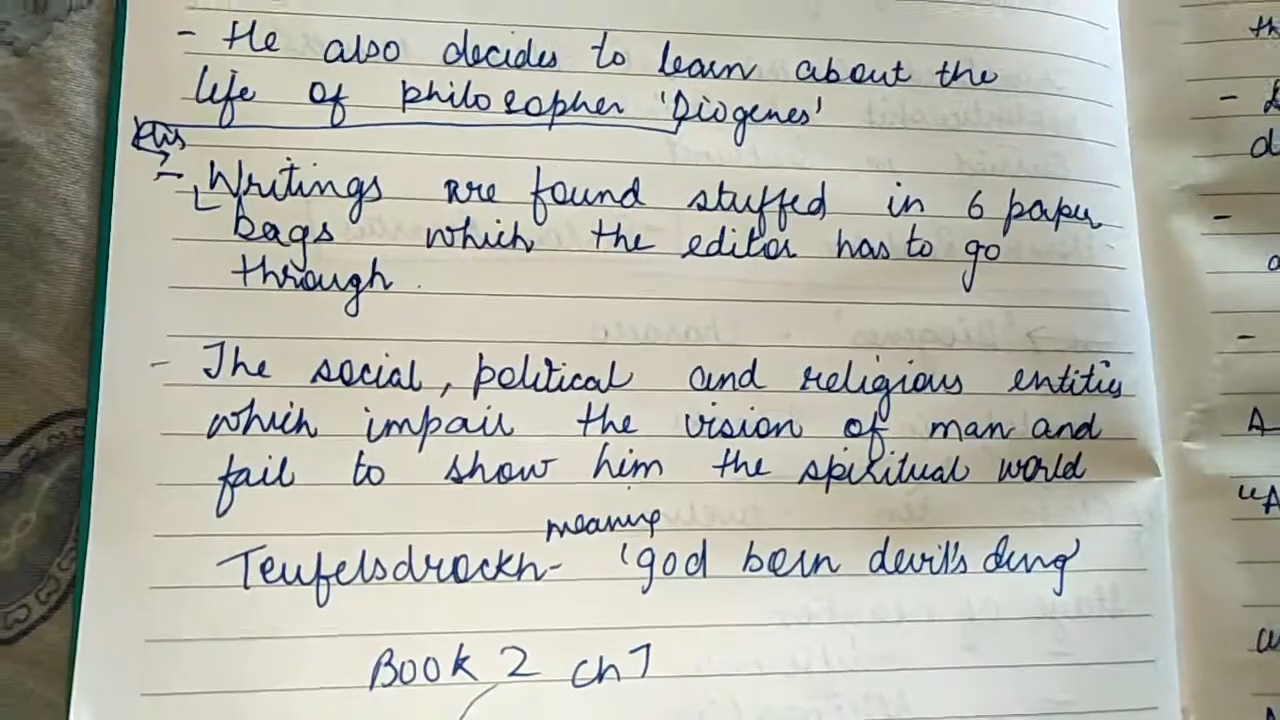 - He also decides to learn about the
life of philosopher 'Diogenes'
His
- Writings are found stuffed in 6 paper
bags which the editor has to go
through.
- The social, political and religious entities
which impair the vision of man and
fail to show him the spiritual world
meaning
Teufelsdrockh- 'god born devil's dung'
Book 2 ch 7